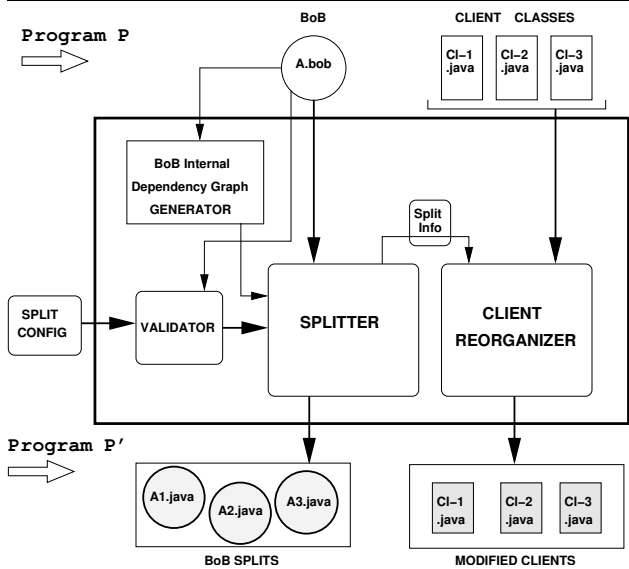 BoB
CLIENT CLASSES
Program P
A.bob
Cl-1
.java
Cl-2
.java
Cl-3
.java
BoB Internal
Dependency Graph
GENERATOR
Split
Info
SPLIT
CONFIG
VALIDATOR
SPLITTER
CLIENT
REORGANIZER
Program P'
A1.java
A2.java
A3.java
Cl-1
.java
Cl-2
.java
Cl-3
.java
BoB SPLITS
MODIFIED CLIENTS